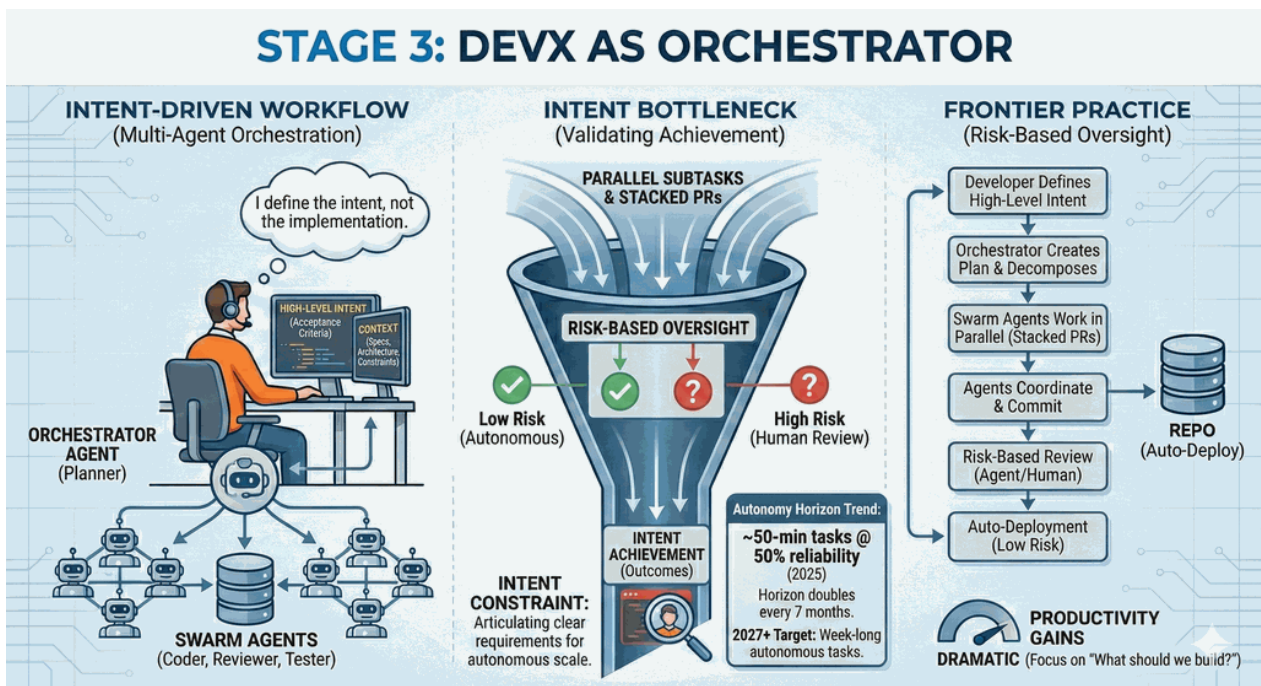 STAGE 3: DEVX AS ORCHESTRATOR
INTENT-DRIVEN WORKFLOW
(Multi-Agent Orchestration)
I define the intent, not
the implementation.
HIGH-LEVEL INTENT
(Acceptance
Criteria)
CONTEXT
(Specs,
Architecture,
Constraints)
ORCHESTRATOR
AGENT
(Planner)
SWARM AGENTS
(Coder, Reviewer, Tester)
INTENT BOTTLENECK
(Validating Achievement)
PARALLEL SUBTASKS
& STACKED PRs
RISK-BASED OVERSIGHT
Low Risk
(Autonomous)
High Risk
(Human Review)
INTENT
ACHIEVEMENT
(Outcomes)
INTENT
CONSTRAINT:
Articulating clear
requirements for
autonomous scale.
Autonomy Horizon Trend:
~50-min tasks @
50% reliability
(2025)
Horizon doubles
every 7 months.
2027+ Target: Week-long
autonomous tasks.
FRONTIER PRACTICE
(Risk-Based Oversight)
Developer Defines
High-Level Intent
Orchestrator Creates
Plan & Decomposes
Swarm Agents Work in
Parallel (Stacked PRs)
Agents Coordinate
& Commit
Risk-Based Review
(Agent/Human)
Auto-Deployment
(Low Risk)
REPO
(Auto-Deploy)
PRODUCTIVITY
GAINS
DRAMATIC (Focus on "What should we build?")